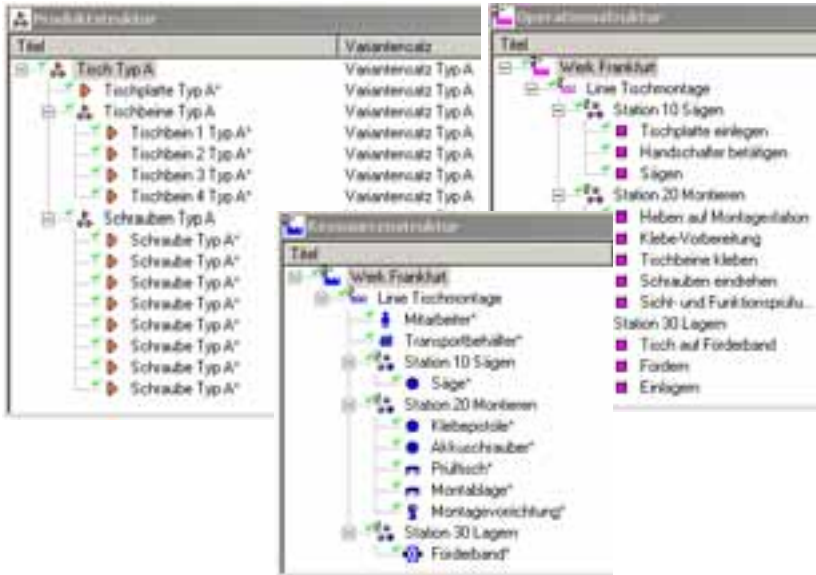 Produktstruktur
Titel Variantensatz
Tisch Typ A Variantensatz Typ A
Tischplatte Typ A* Variantensatz Typ A
Tischbeine Typ A Variantensatz Typ A
Tischbein 1 Typ A* Variantensatz Typ A
Tischbein 2 Typ A* Variantensatz Typ A
Tischbein 3 Typ A* Variantensatz Typ A
Tischbein 4 Typ A* Variantensatz Typ A
Schrauben Typ A
Schraube Typ A*
Schraube Typ A*
Schraube Typ A*
Schraube Typ A*
Schraube Typ A*
Schraube Typ A*
Schraube Typ A*
Schraube Typ A*
Operationsstruktur
Titel
Werk Frankfurt
Linie Tischmontage
Station 10 Sägen
Tischplatte einlegen
Handschalter betätigen
Sägen
Station 20 Montieren
Heben auf Montagestation
Klebe-Vorbereitung
Tischbeine kleben
Schrauben eindrehen
Sicht- und Funktionsprüfu...
Station 30 Lagern
Tisch auf Förderband
Fördern
Einlagern
Ressourcenstruktur
Titel
Werk Frankfurt
Linie Tischmontage
Mitarbeiter*
Transportbehälter*
Station 10 Sägen
Säge*
Station 20 Montieren
Klebepistole*
Akkuschrauber*
Prüftisch*
Montablage*
Montagevorrichtung*
Station 30 Lagern
Förderband*